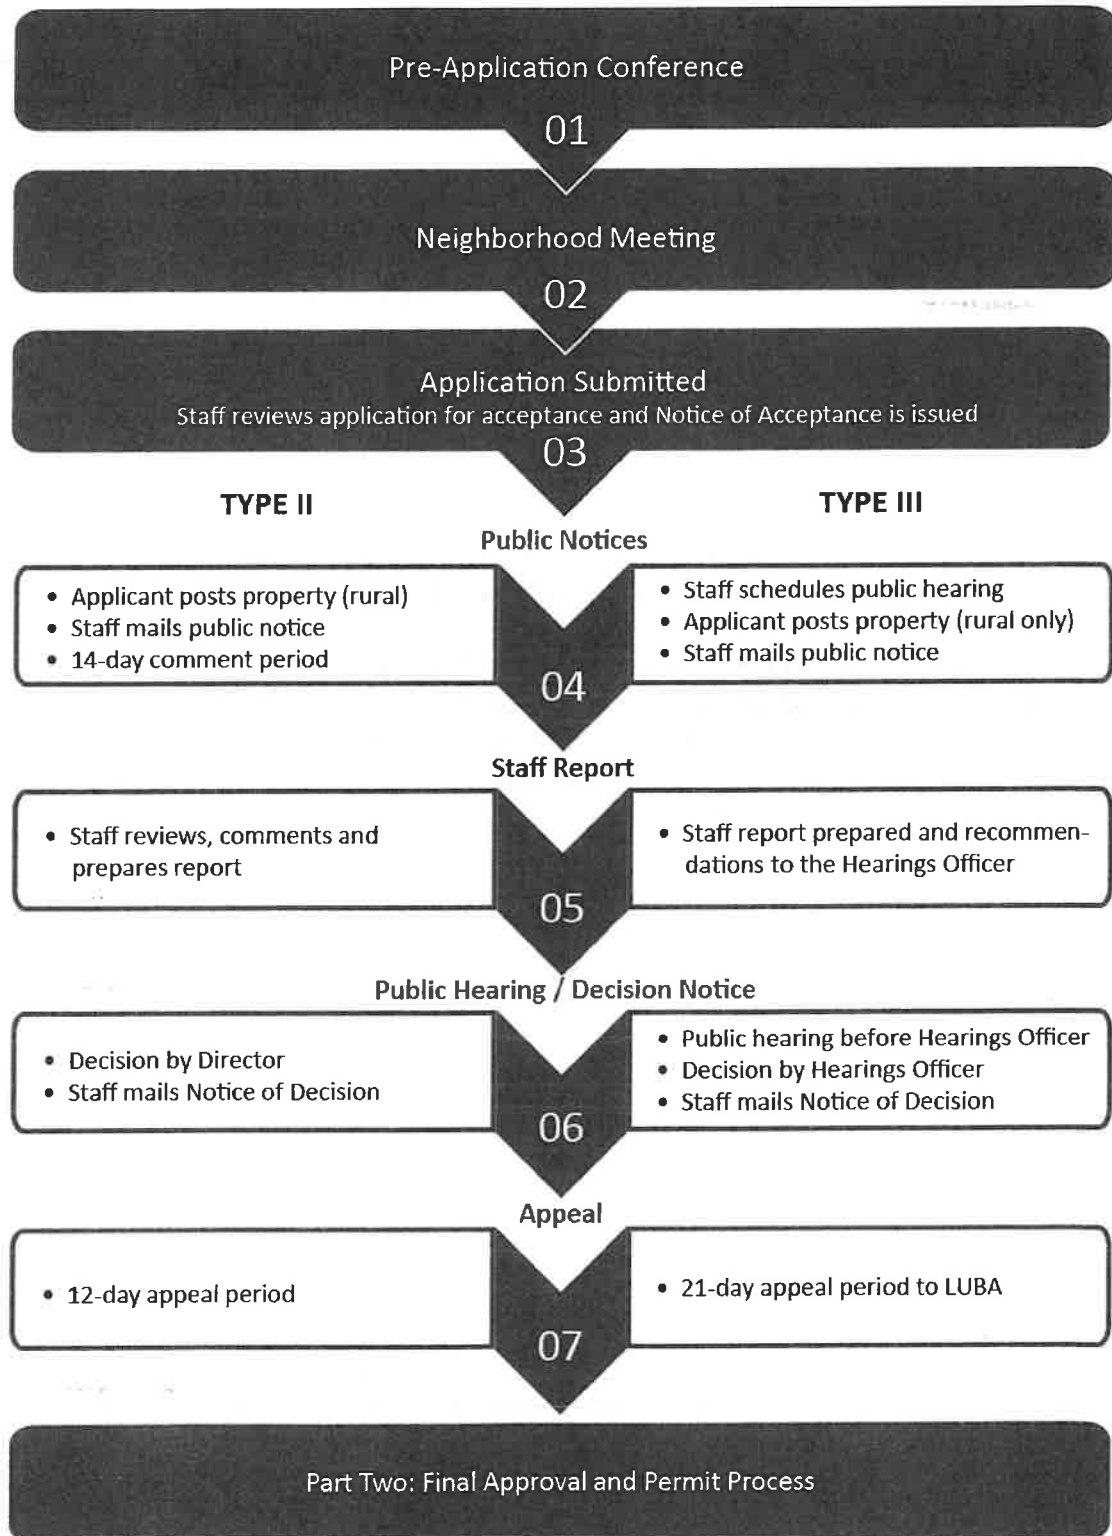 Pre-Application Conference
01
Neighborhood Meeting
02
Application Submitted
Staff reviews application for acceptance and Notice of Acceptance is issued
03
TYPE II
TYPE III
Public Notices
• Applicant posts property (rural)
• Staff mails public notice
• 14-day comment period
04
• Staff schedules public hearing
• Applicant posts property (rural only)
• Staff mails public notice
Staff Report
• Staff reviews, comments and
prepares report
05
• Staff report prepared and recommen-
dations to the Hearings Officer
Public Hearing / Decision Notice
• Decision by Director
• Staff mails Notice of Decision
06
• Public hearing before Hearings Officer
• Decision by Hearings Officer
• Staff mails Notice of Decision
Appeal
• 12-day appeal period
07
• 21-day appeal period to LUBA
Part Two: Final Approval and Permit Process